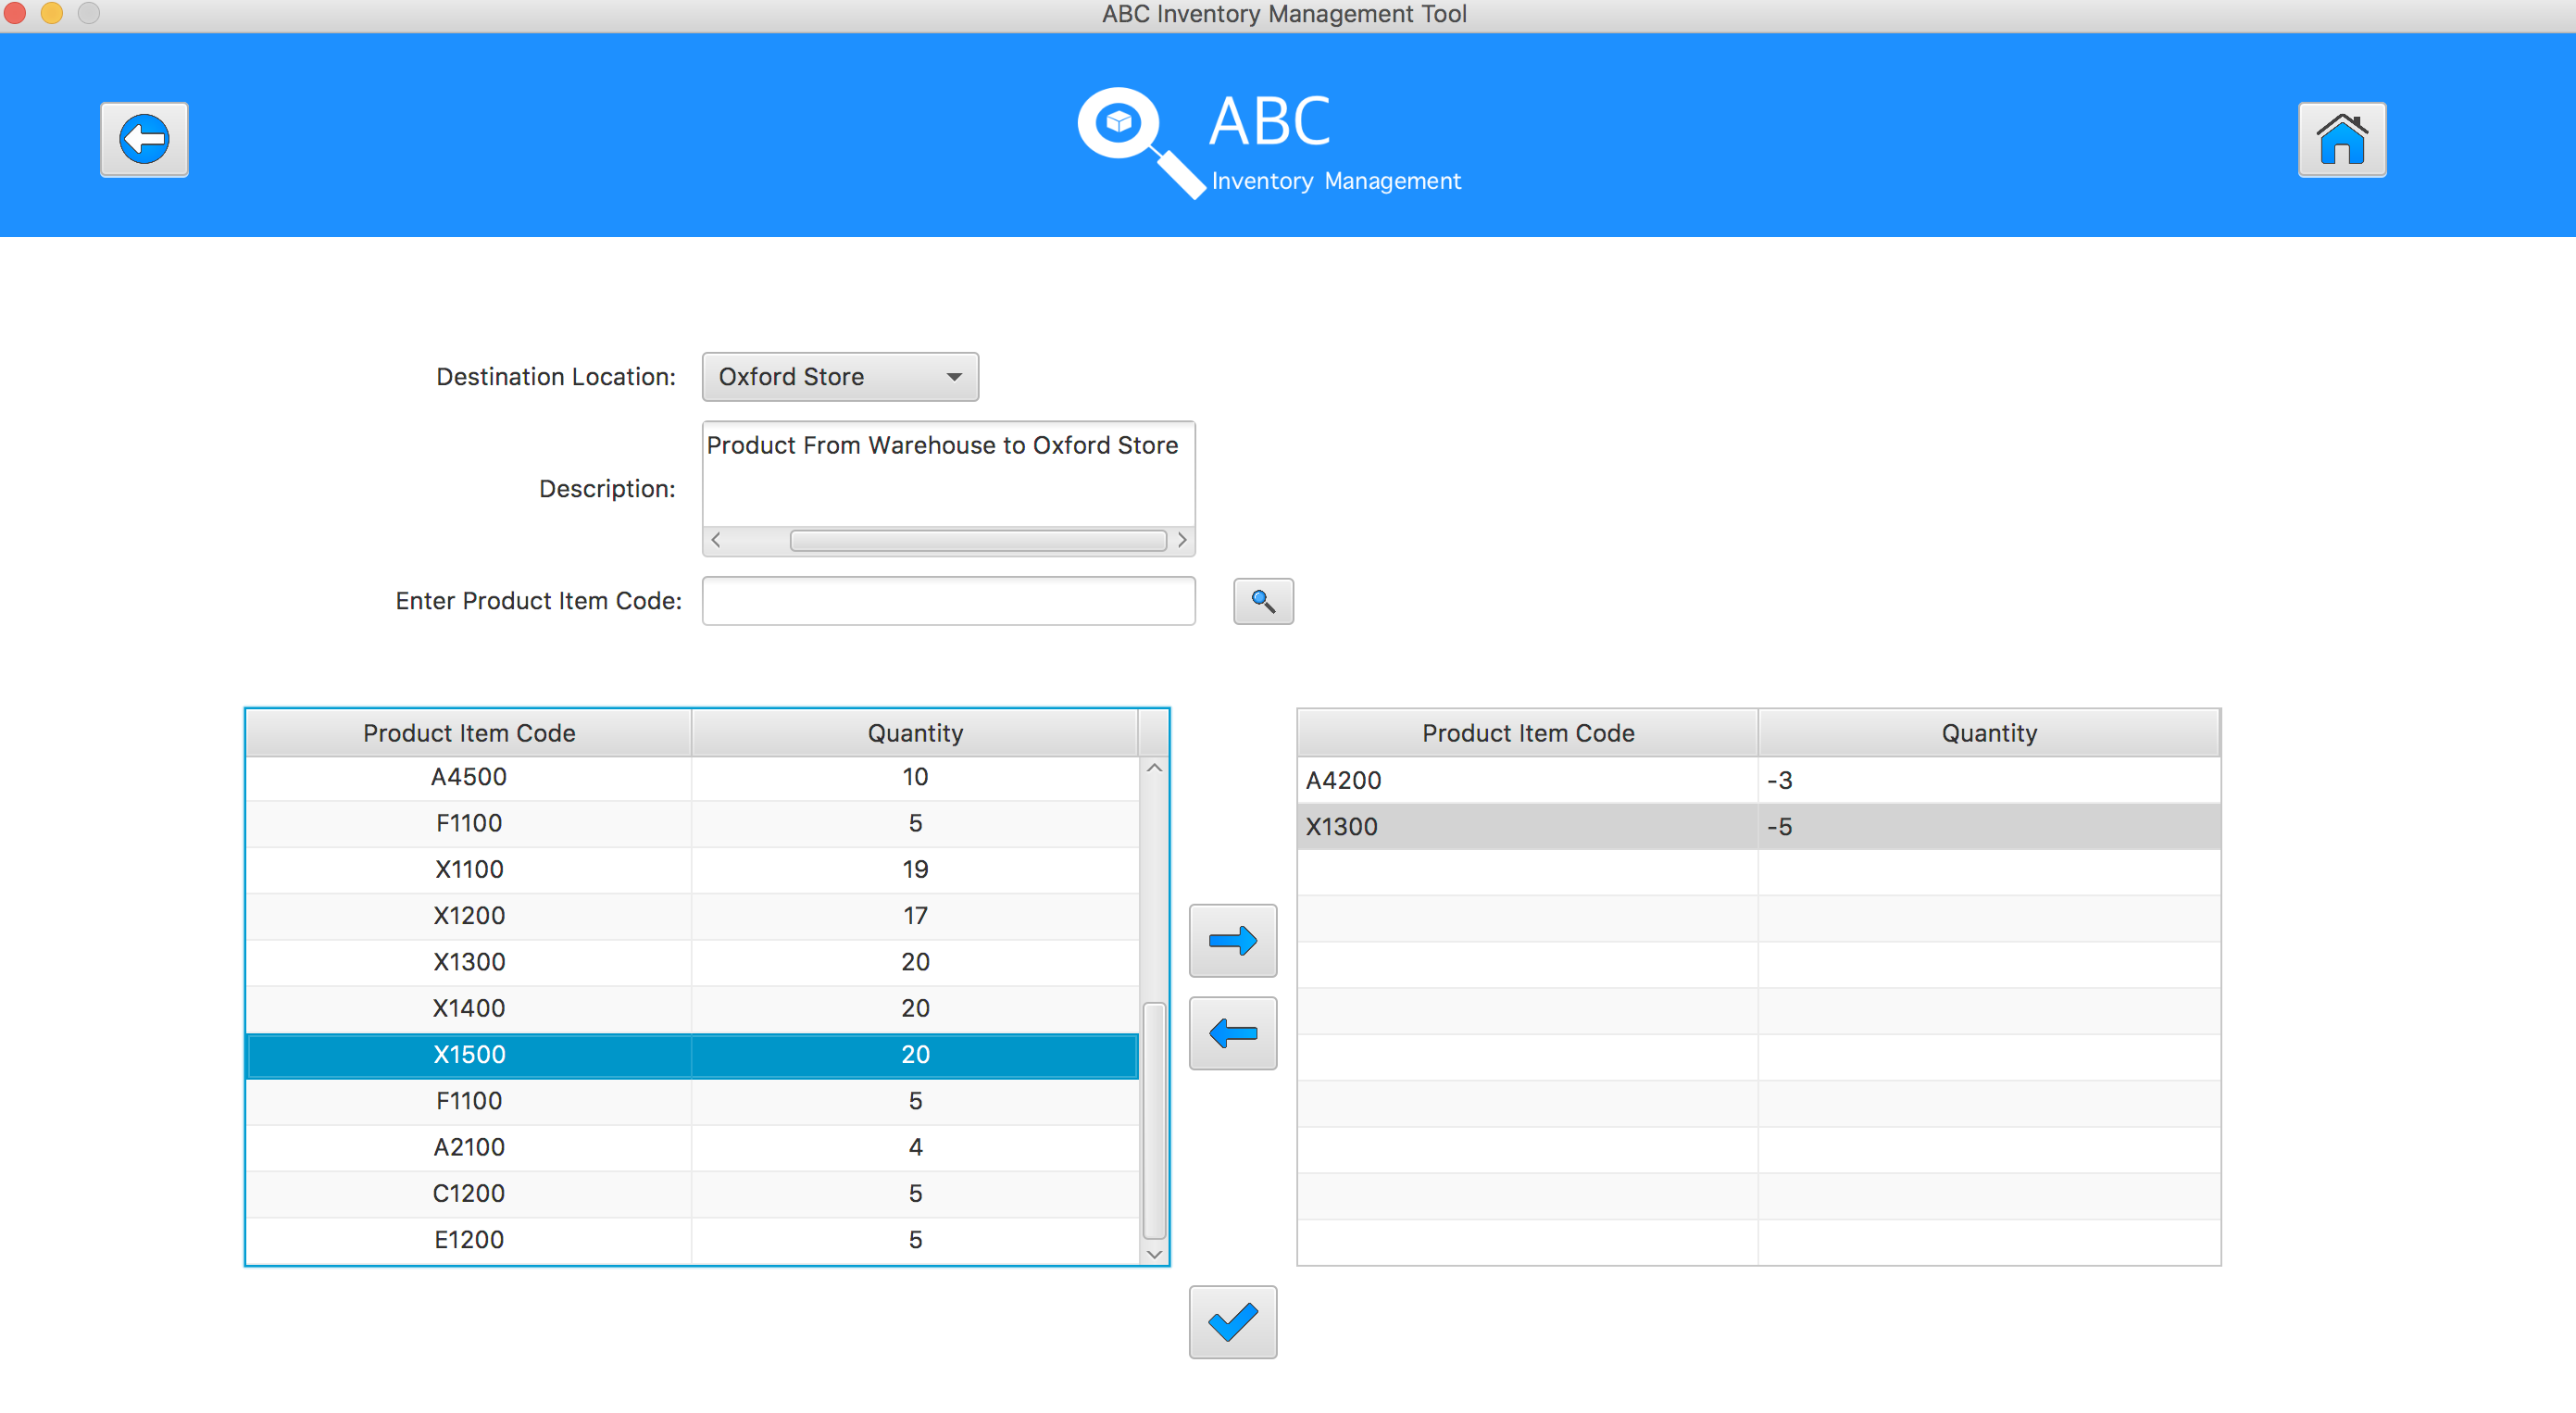 ABC Inventory Management Tool
ABC
Inventory Management
Destination Location: Oxford Store
Description: Product From Warehouse to Oxford Store
Enter Product Item Code:
Product Item Code Quantity
A4500 10
F1100 5
X1100 19
X1200 17
X1300 20
X1400 20
X1500 20
F1100 5
A2100 4
C1200 5
E1200 5
Product Item Code Quantity
A4200 -3
X1300 -5